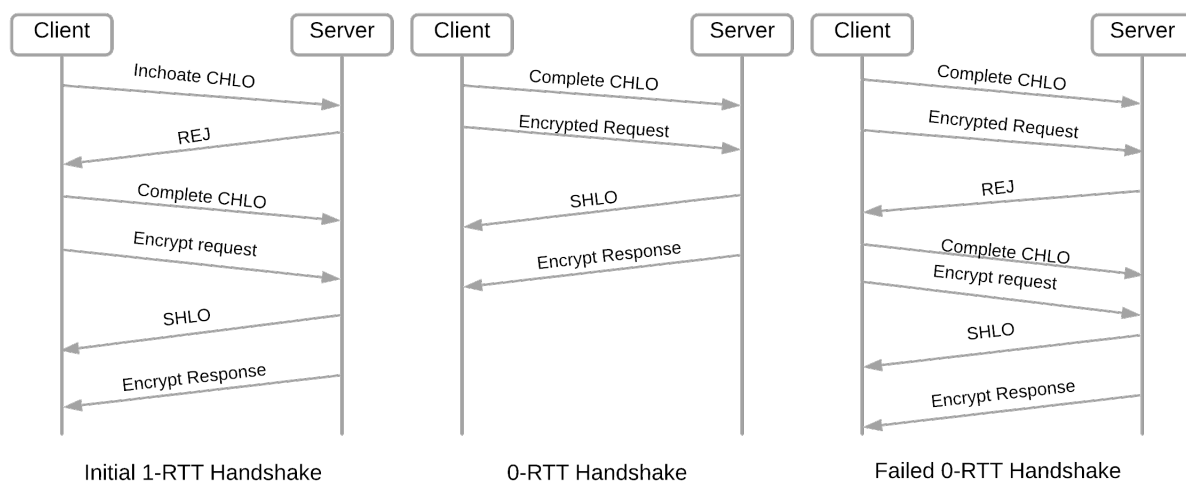 Client
Server
Inchoate CHLO
REJ
Complete CHLO
Encrypt request
SHLO
Encrypt Response
Initial 1-RTT Handshake
Client
Server
Complete CHLO
Encrypted Request
SHLO
Encrypt Response
0-RTT Handshake
Client
Server
Complete CHLO
Encrypted Request
REJ
Complete CHLO
Encrypt request
SHLO
Encrypt Response
Failed 0-RTT Handshake